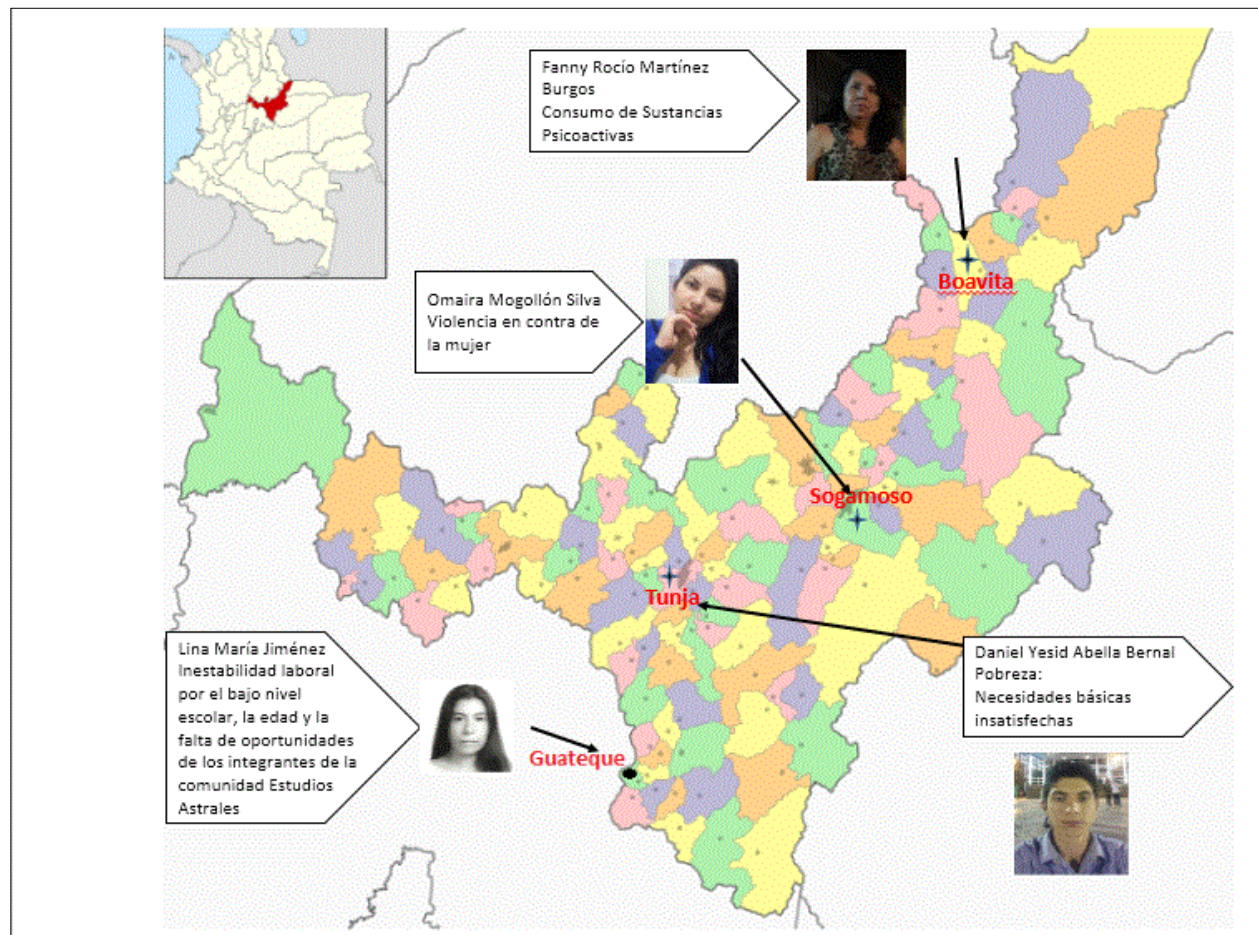 Fanny Rocío Martínez
Burgos
Consumo de Sustancias
Psicoactivas
Boavita
Omaira Mogollón Silva
Violencia en contra de
la mujer
Sogamoso
Tunja
Lina María Jiménez
Inestabilidad laboral
por el bajo nivel
escolar, la edad y la
falta de oportunidades
de los integrantes de la
comunidad Estudios
Astrales
Guateque
Daniel Yesid Abella Bernal
Pobreza:
Necesidades básicas
insatisfechas